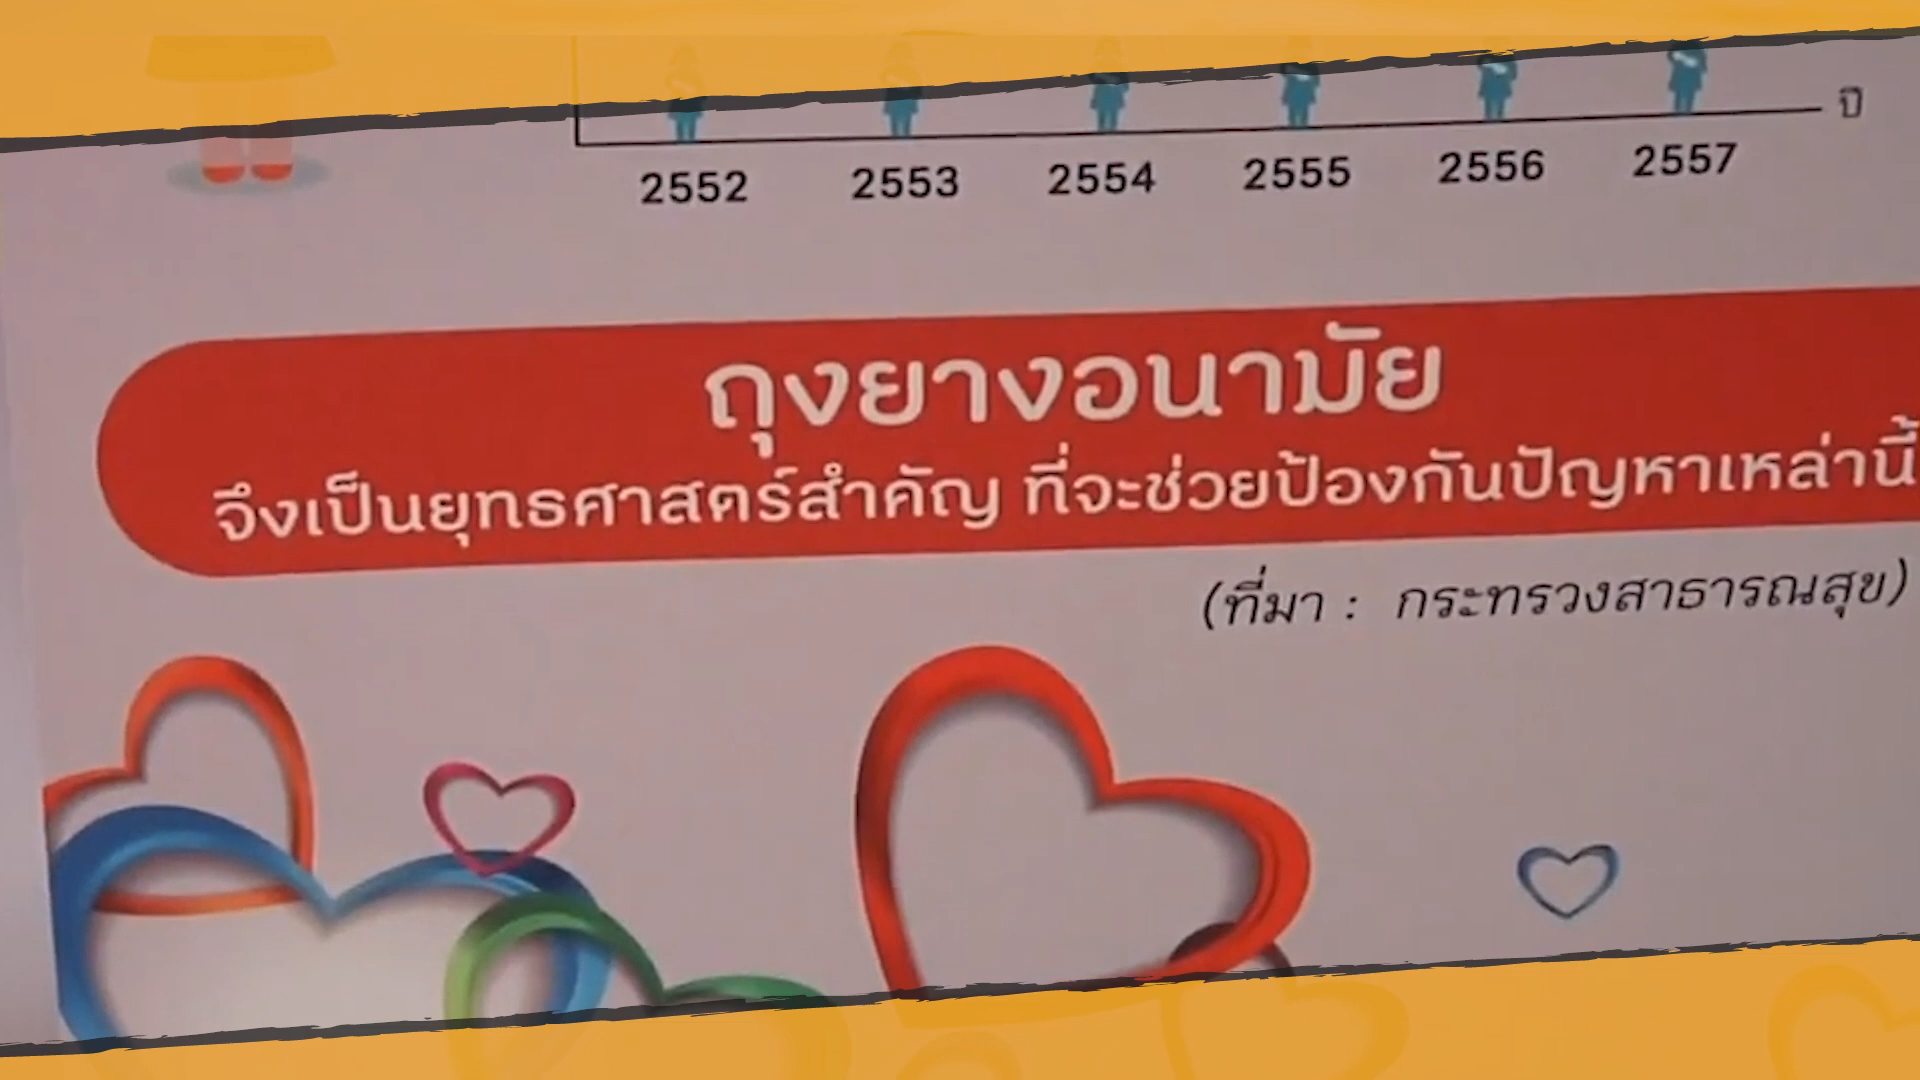 ปี
2552 2553 2554 2555 2556 2557
ถุงยางอนามัย
จึงเป็นยุทธศาสตร์สำคัญ ที่จะช่วยป้องกันปัญหาเหล่านี้
(ที่มา : กระทรวงสาธารณสุข)